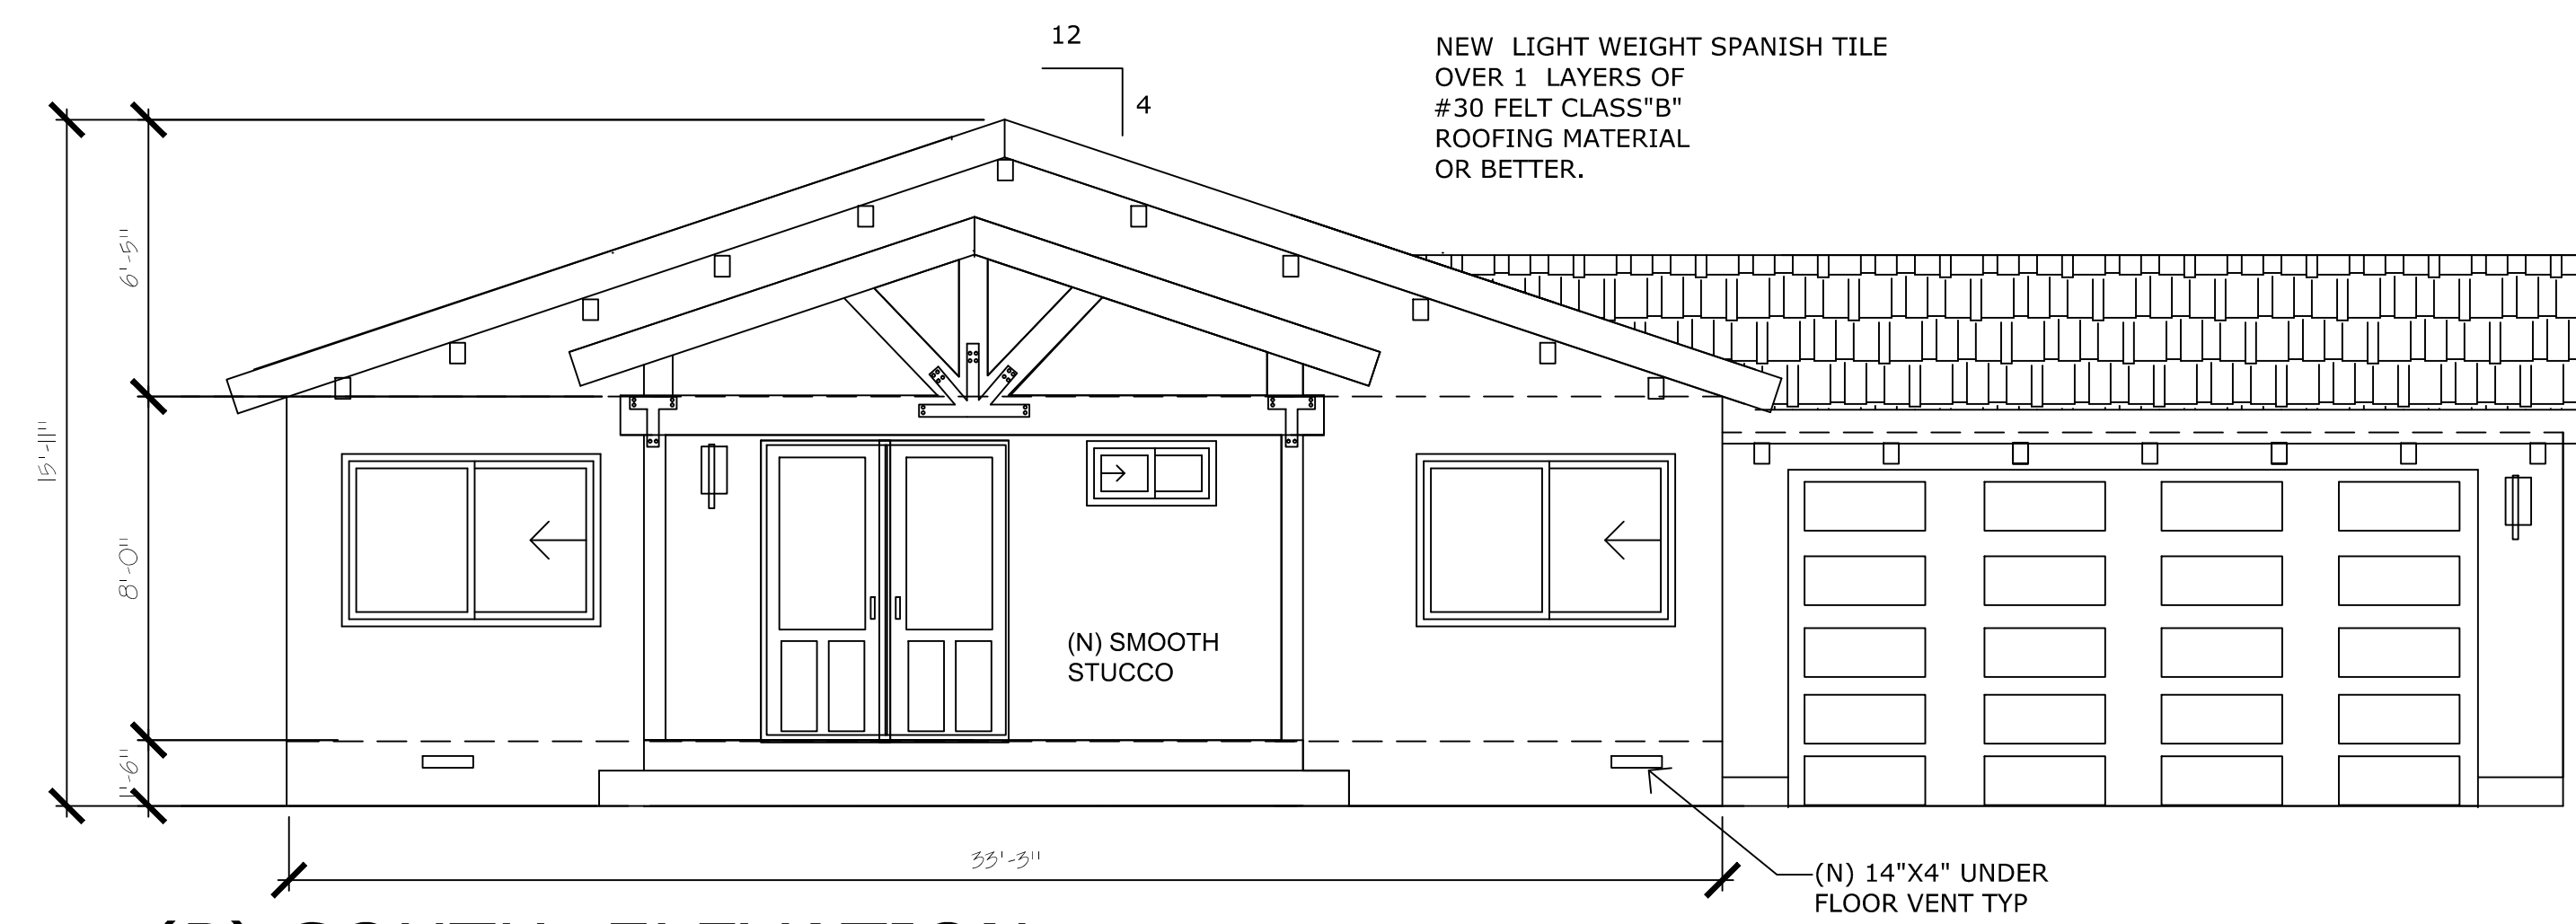 12
4
NEW LIGHT WEIGHT SPANISH TILE
OVER 1 LAYERS OF
#30 FELT CLASS"B"
ROOFING MATERIAL
OR BETTER.
6'-5"
15'-11"
8'-0"
1'-6"
(N) SMOOTH
STUCCO
33'-3"
(N) 14"X4" UNDER
FLOOR VENT TYP